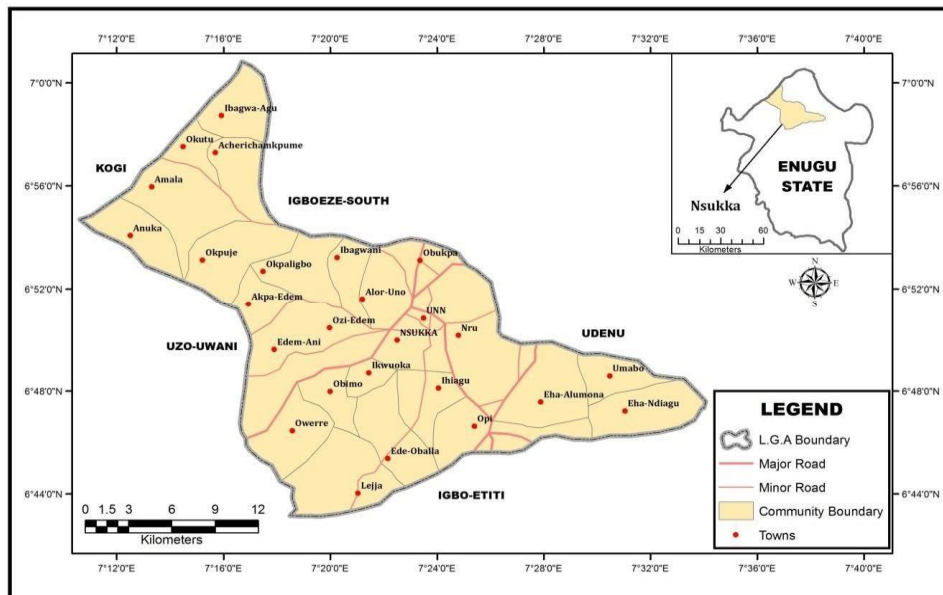 7°12'0"E 7°16'0"E 7°20'0"E 7°24'0"E 7°28'0"E 7°32'0"E 7°36'0"E 7°40'0"E
7°0'0"N
6°56'0"N
6°52'0"N
6°48'0"N
6°44'0"N
Ibagwa-Agu
Okutu
Acherichamkpume
KOGI
Amala
IGBOEZE-SOUTH
Anuka
Okpuje
Okpaligbo
Ibagwani
Obukpa
Akpa-Edem
Alor-Uno
UNN
Ozi-Edem
NSUKKA
Nru
UZO-UWANI
Edem-Ani
UDENU
Ikwuoka
Umabo
Obimo
Ihiagu
Eha-Alumona
Eha-Ndiagu
Owerre
Opi
Ede-Oballa
Lejja
IGBO-ETITI
0 1.5 3 6 9 12
Kilometers
ENUGU
STATE
Nsukka
0 15 30 60
Kilometers
N
W E
S
LEGEND
L.G.A Boundary
Major Road
Minor Road
Community Boundary
Towns
7°0'0"N
6°56'0"N
6°52'0"N
6°48'0"N
6°44'0"N
7°12'0"E 7°16'0"E 7°20'0"E 7°24'0"E 7°28'0"E 7°32'0"E 7°36'0"E 7°40'0"E